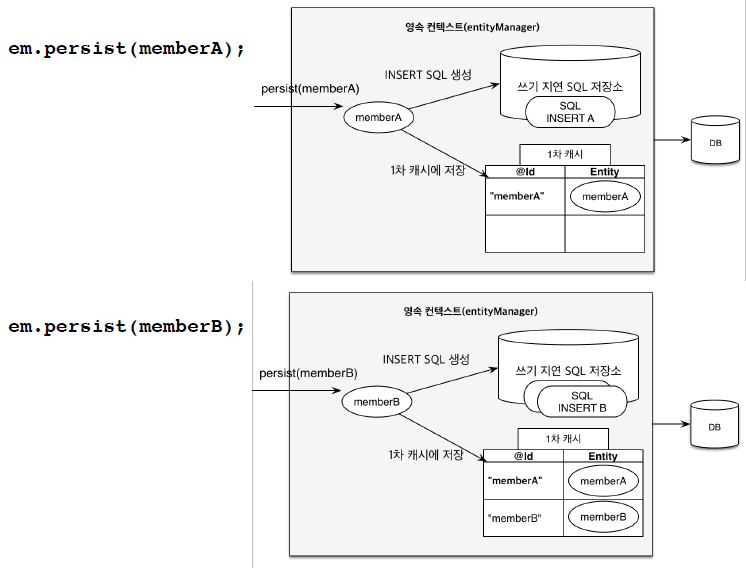 em.persist(memberA);
영속 컨텍스트(entityManager)
persist(memberA)
INSERT SQL 생성
memberA
쓰기 지연 SQL 저장소
SQL
INSERT A
DB
1차 캐시에 저장
1차 캐시
@Id Entity
"memberA" memberA
em.persist(memberB);
영속 컨텍스트(entityManager)
persist(memberB)
INSERT SQL 생성
memberB
쓰기 지연 SQL 저장소
SQL
INSERT B
DB
1차 캐시에 저장
1차 캐시
@Id Entity
"memberA" memberA
"memberB" memberB